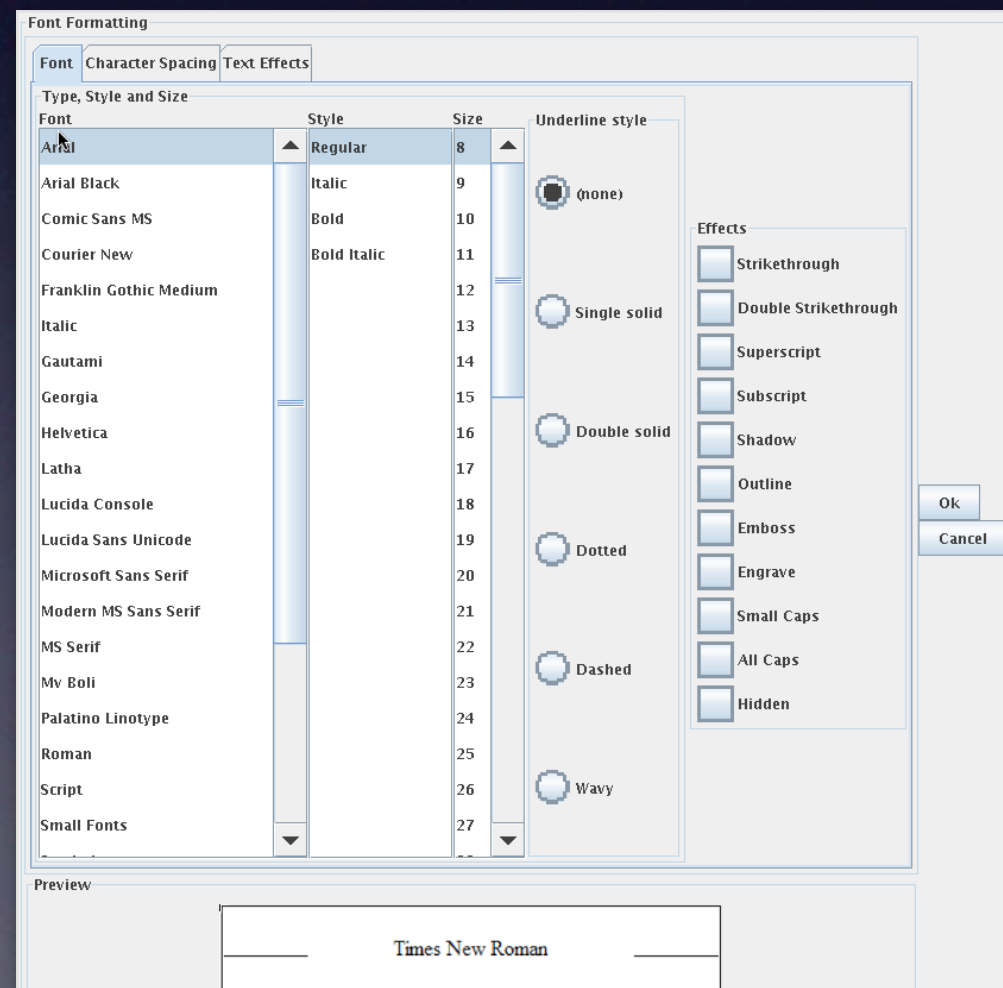 Font Formatting
Font Character Spacing Text Effects
Type, Style and Size
Font Style Size
Underline style
Arial Regular 8
Arial Black Italic 9
(none)
Comic Sans MS Bold 10
Effects
Courier New Bold Italic 11
Strikethrough
Franklin Gothic Medium 12
Double Strikethrough
Single solid
Italic 13
Superscript
Gautami 14
Georgia 15
Subscript
Helvetica 16
Double solid
Shadow
Latha 17
Outline
Lucida Console 18
Ok
Emboss
Lucida Sans Unicode 19
Cancel
Dotted
Microsoft Sans Serif 20
Engrave
Modern MS Sans Serif 21
Small Caps
MS Serif 22
All Caps
Dashed
Mv Boli 23
Hidden
Palatino Linotype 24
Roman 25
Script 26
Wavy
Small Fonts 27
Preview
Times New Roman